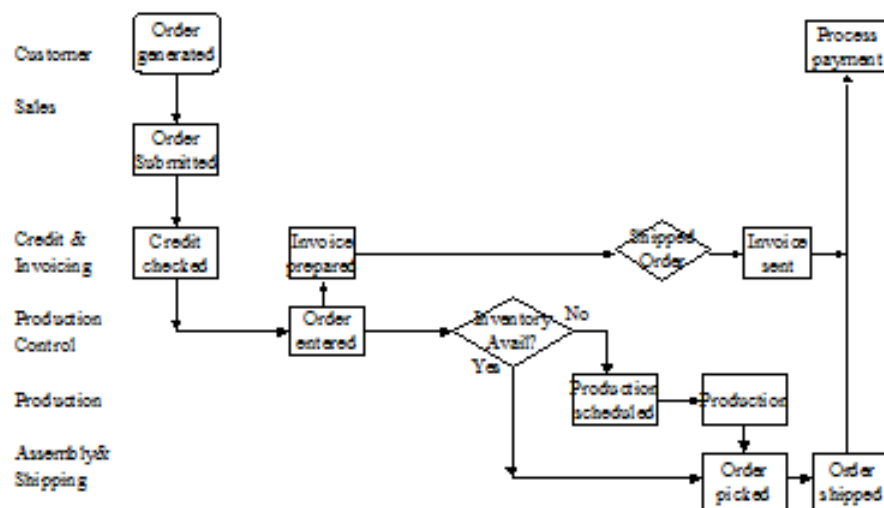 Order
generated
Customer
Process
payment
Sales
Order
Submitted
Credit &
Invoicing
Credit
checked
Invoice
prepared
Shipped
Order
Invoice
sent
Production
Control
Order
entered
Inventory
Avail?
No
Yes
Production
Production
scheduled
Production
Assembly&
Shipping
Order
picked
Order
shipped